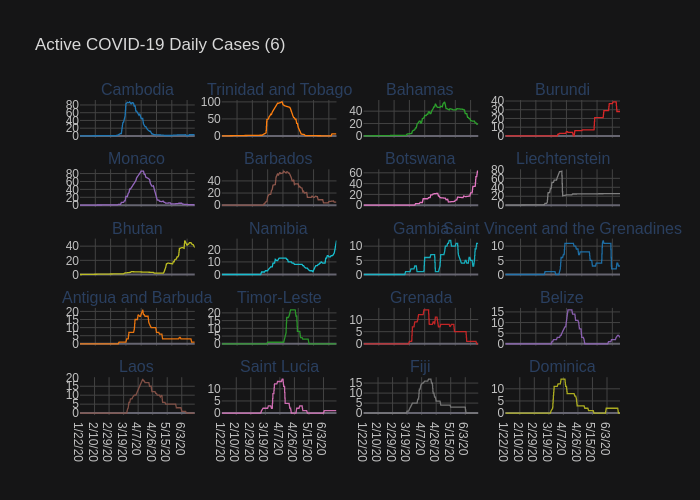 Active COVID-19 Daily Cases (6)
Cambodia Trinidad and Tobago Bahamas Burundi
80 60 40 20 0
100 50 0
40 20 0
40 30 20 10 0
Monaco Barbados Botswana Liechtenstein
80 60 40 20 0
40 20 0
60 40 20 0
80 60 40 20 0
Bhutan Namibia Gambia Saint Vincent and the Grenadines
40 20 0
20 10 0
10 5 0
10 5 0
Antigua and Barbuda Timor-Leste Grenada Belize
20 15 10 5 0
20 15 10 5 0
10 5 0
15 10 5 0
Laos Saint Lucia Fiji Dominica
20 15 10 5 0
10 5 0
15 10 5 0
10 5 0
1/22/20 2/10/20 2/29/20 3/19/20 4/7/20 4/26/20 5/15/20 6/3/20
1/22/20 2/10/20 2/29/20 3/19/20 4/7/20 4/26/20 5/15/20 6/3/20
1/22/20 2/10/20 2/29/20 3/19/20 4/7/20 4/26/20 5/15/20 6/3/20
1/22/20 2/10/20 2/29/20 3/19/20 4/7/20 4/26/20 5/15/20 6/3/20